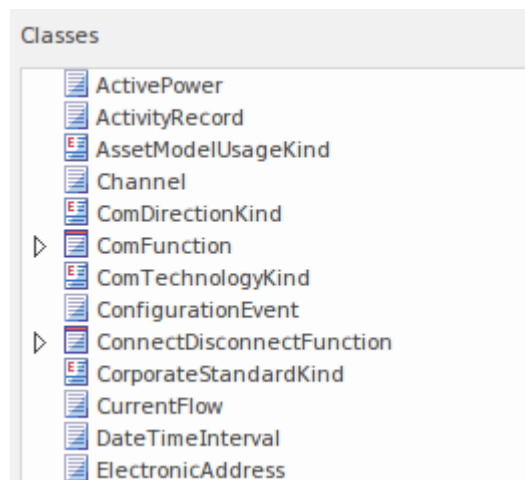 Classes
ActivePower
ActivityRecord
AssetModelUsageKind
Channel
ComDirectionKind
ComFunction
ComTechnologyKind
ConfigurationEvent
ConnectDisconnectFunction
CorporateStandardKind
CurrentFlow
DateTimeInterval
ElectronicAddress